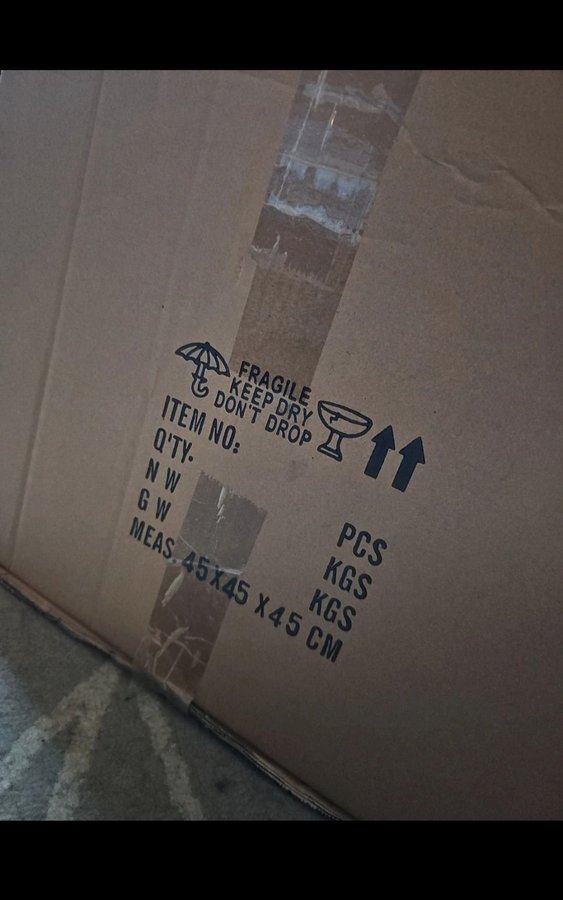 FRAGILE
KEEP DRY
DON'T DROP
ITEM NO:
Q'TY. PCS
N W KGS
G W KGS
MEAS. 45X45 X45 CM